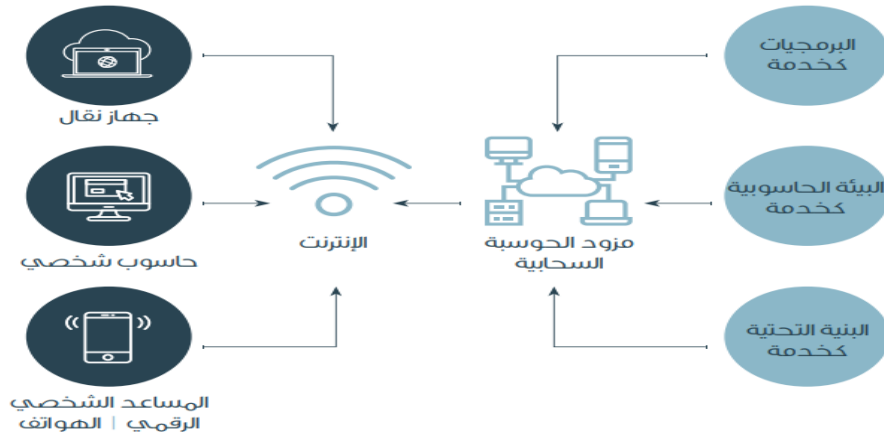 البرمجيات
كخدمة
البيئة الحاسوبية
كخدمة
البنية التحتية
كخدمة
مزود الحوسبة
السحابية
الإنترنت
جهاز نقال
حاسوب شخصي
المساعد الشخصي
الرقمي | الهواتف